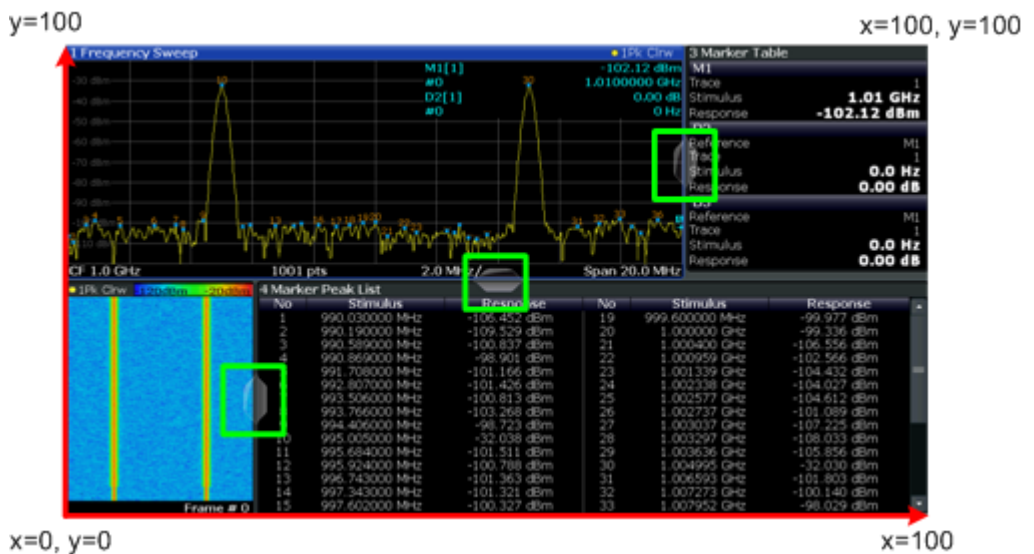 y=100
x=100, y=100
1 Frequency Sweep
1Pk Clrw
M1[1] -102.12 dBm
#0 1.0100000 GHz
D2[1] 0.00 dB
#0 0 Hz
-30 dBm
-40 dBm
-50 dBm
-60 dBm
-80 dBm
-90 dBm
CF 1.0 GHz 1001 pts 2.0 MHz/ Span 20.0 MHz
3 Marker Table
M1
Trace 1
Stimulus 1.01 GHz
Response -102.12 dBm
D2
Reference M1
Trace 1
Stimulus 0.0 Hz
Response 0.00 dB
D3
Reference M1
Trace 1
Stimulus 0.0 Hz
Response 0.00 dB
1Pk Clrw -120dBm -20dBm
Frame # 0
4 Marker Peak List
No Stimulus Response No Stimulus Response
1 990.030000 MHz -106.452 dBm 19 999.600000 MHz -99.977 dBm
2 990.190000 MHz -109.529 dBm 20 1.000000 GHz -99.336 dBm
3 990.589000 MHz -100.837 dBm 21 1.000400 GHz -106.556 dBm
4 990.869000 MHz -98.901 dBm 22 1.000959 GHz -102.566 dBm
991.708000 MHz -101.166 dBm 23 1.001339 GHz -104.432 dBm
992.807000 MHz -101.426 dBm 24 1.002338 GHz -104.027 dBm
993.506000 MHz -100.813 dBm 25 1.002577 GHz -104.612 dBm
993.766000 MHz -103.268 dBm 26 1.002737 GHz -101.089 dBm
994.406000 MHz -98.723 dBm 27 1.003037 GHz -107.225 dBm
10 995.005000 MHz -32.038 dBm 28 1.003297 GHz -108.033 dBm
11 995.684000 MHz -101.511 dBm 29 1.003636 GHz -105.856 dBm
12 995.924000 MHz -100.788 dBm 30 1.004995 GHz -32.030 dBm
13 996.743000 MHz -101.363 dBm 31 1.006593 GHz -101.803 dBm
14 997.343000 MHz -101.321 dBm 32 1.007273 GHz -100.140 dBm
15 997.602000 MHz -100.327 dBm 33 1.007952 GHz -98.029 dBm
x=0, y=0
x=100